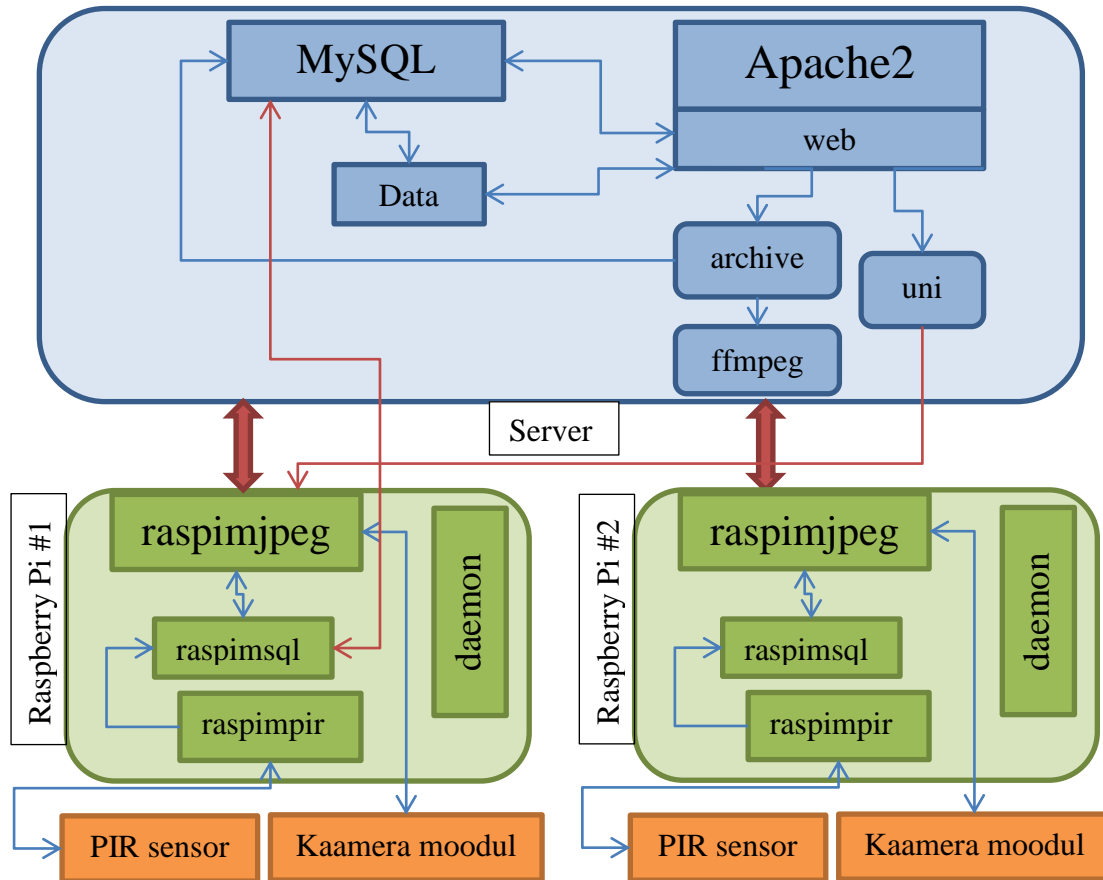 MySQL
Apache2
web
Data
archive
uni
ffmpeg
Server
Raspberry Pi #1
raspimjpeg
daemon
raspimsql
raspimpir
PIR sensor
Kaamera moodul
Raspberry Pi #2
raspimjpeg
daemon
raspimsql
raspimpir
PIR sensor
Kaamera moodul